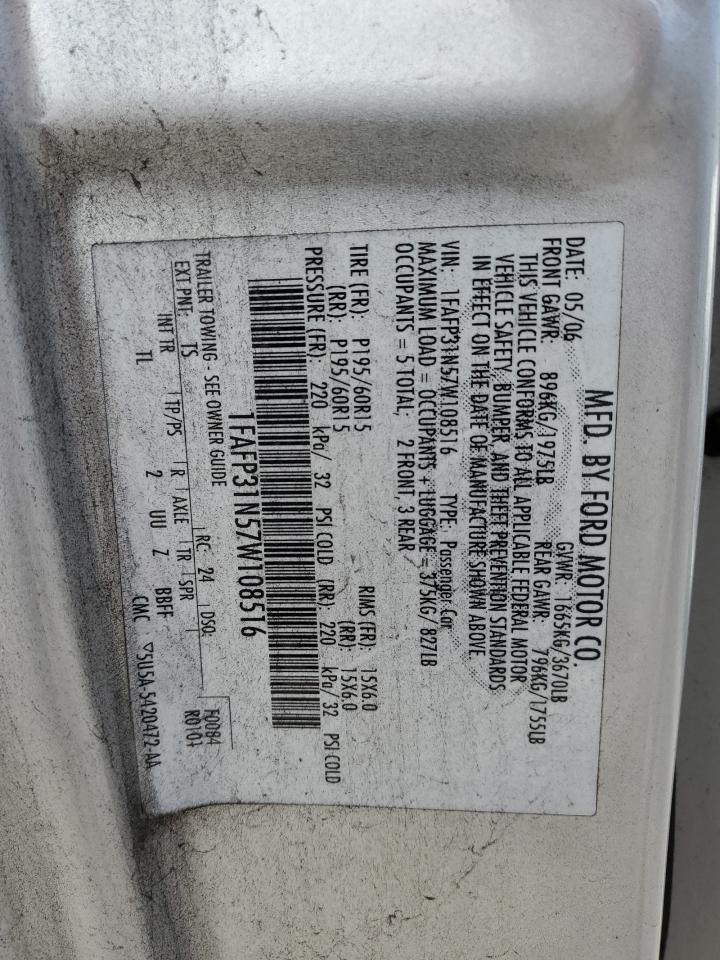 MFD. BY FORD MOTOR CO.
DATE: 05/06 GVWR: 1665KG/3670LB
FRONT GAWR: 896KG/1975LB REAR GAWR: 796KG/1755LB
THIS VEHICLE CONFORMS TO ALL APPLICABLE FEDERAL MOTOR
VEHICLE SAFETY, BUMPER, AND THEFT PREVENTION STANDARDS
IN EFFECT ON THE DATE OF MANUFACTURE SHOWN ABOVE.
VIN: 1FAFP31N57W108516 TYPE: Passenger Car
MAXIMUM LOAD = OCCUPANTS + LUGGAGE = 375KG/827LB
OCCUPANTS = 5 TOTAL; 2 FRONT, 3 REAR
TIRE (FR): P195/60R15 RIMS (FR): 15X6.0
(RR): P195/60R15 (RR): 15X6.0
PRESSURE (FR): 220 kPa/ 32 PSI COLD (RR): 220 kPa/32 PSI COLD
1FAFP31N57W108516
TRAILER TOWING - SEE OWNER GUIDE F0084
EXT PNT: TS RC: 24 DSO: R0101
INT TR TP/PS R AXLE TR SPR
TL 2 UU Z BBFF
CMC ▽5U5A-5420472-AA